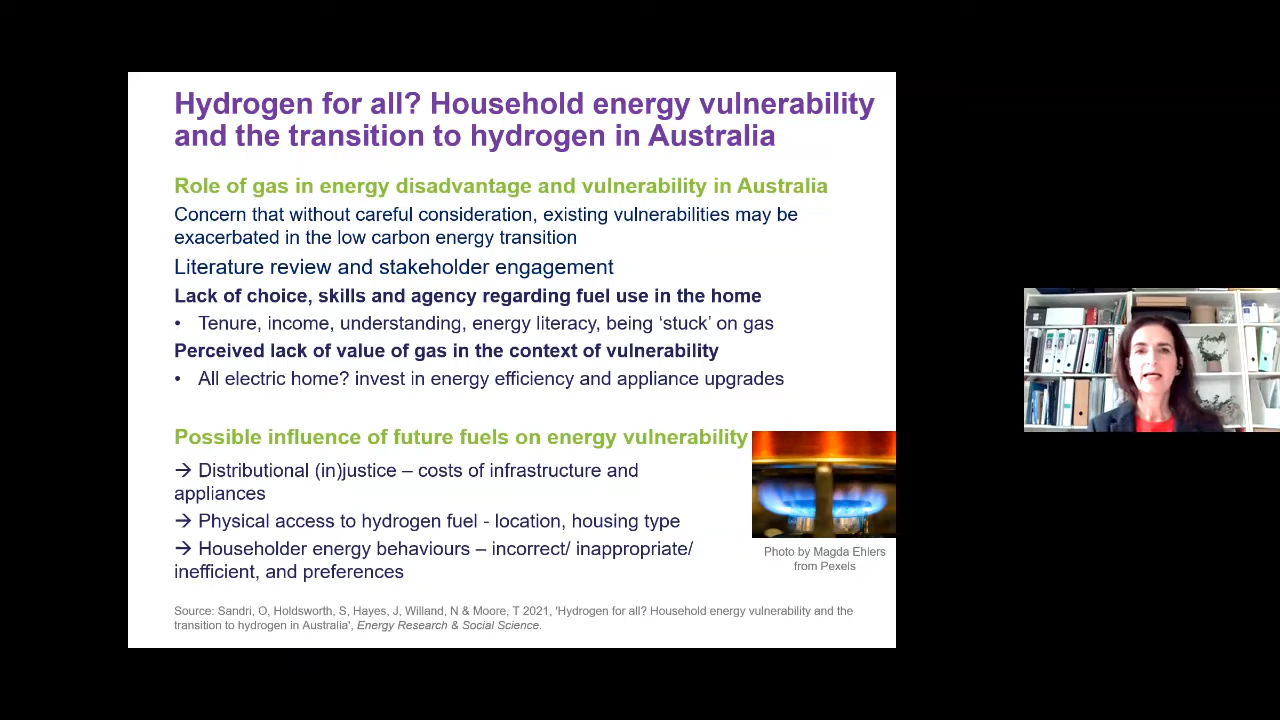 Hydrogen for all? Household energy vulnerability
and the transition to hydrogen in Australia
Role of gas in energy disadvantage and vulnerability in Australia
Concern that without careful consideration, existing vulnerabilities may be
exacerbated in the low carbon energy transition
Literature review and stakeholder engagement
Lack of choice, skills and agency regarding fuel use in the home
• Tenure, income, understanding, energy literacy, being ‘stuck’ on gas
Perceived lack of value of gas in the context of vulnerability
• All electric home? invest in energy efficiency and appliance upgrades
Possible influence of future fuels on energy vulnerability
→ Distributional (in)justice – costs of infrastructure and
appliances
→ Physical access to hydrogen fuel - location, housing type
→ Householder energy behaviours – incorrect/ inappropriate/
inefficient, and preferences
Photo by Magda Ehlers
from Pexels
Source: Sandri, O, Holdsworth, S, Hayes, J, Willand, N & Moore, T 2021, 'Hydrogen for all? Household energy vulnerability and the
transition to hydrogen in Australia', Energy Research & Social Science.